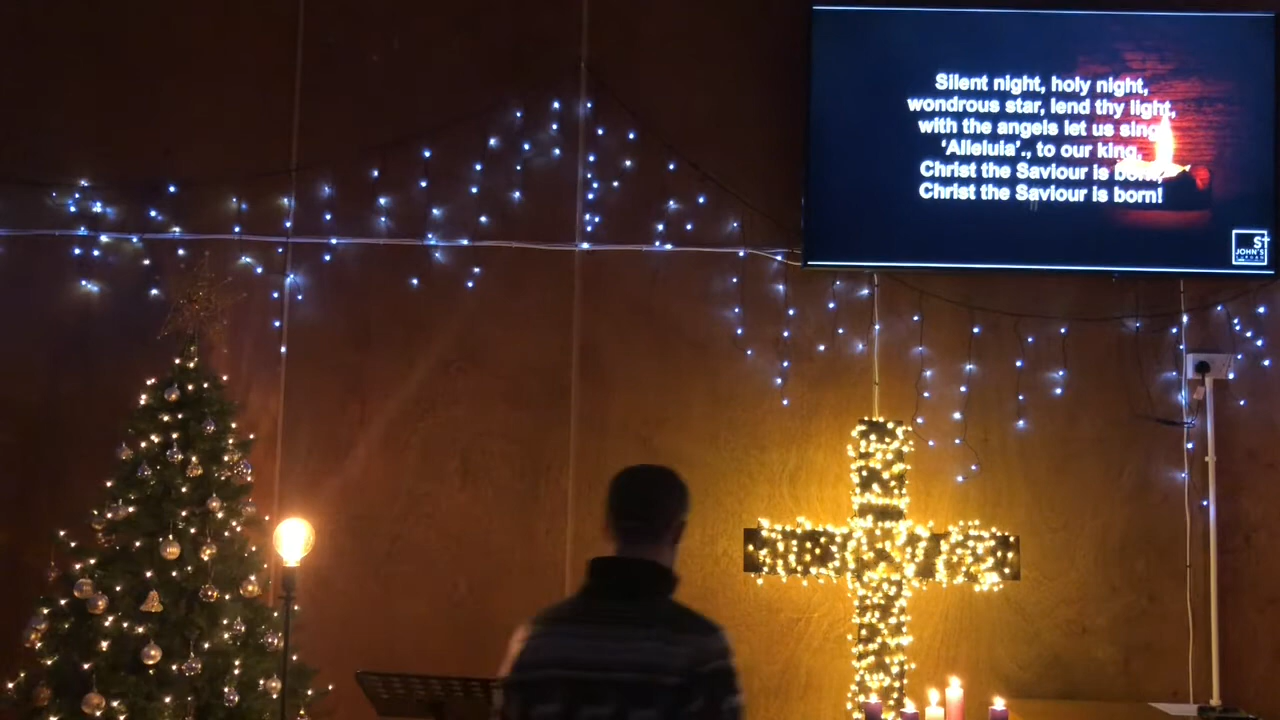 Silent night, holy night,
wondrous star, lend thy light,
with the angels let us sing
‘Alleluia’., to our king,
Christ the Saviour is born,
Christ the Saviour is born!
St
JOHN'S